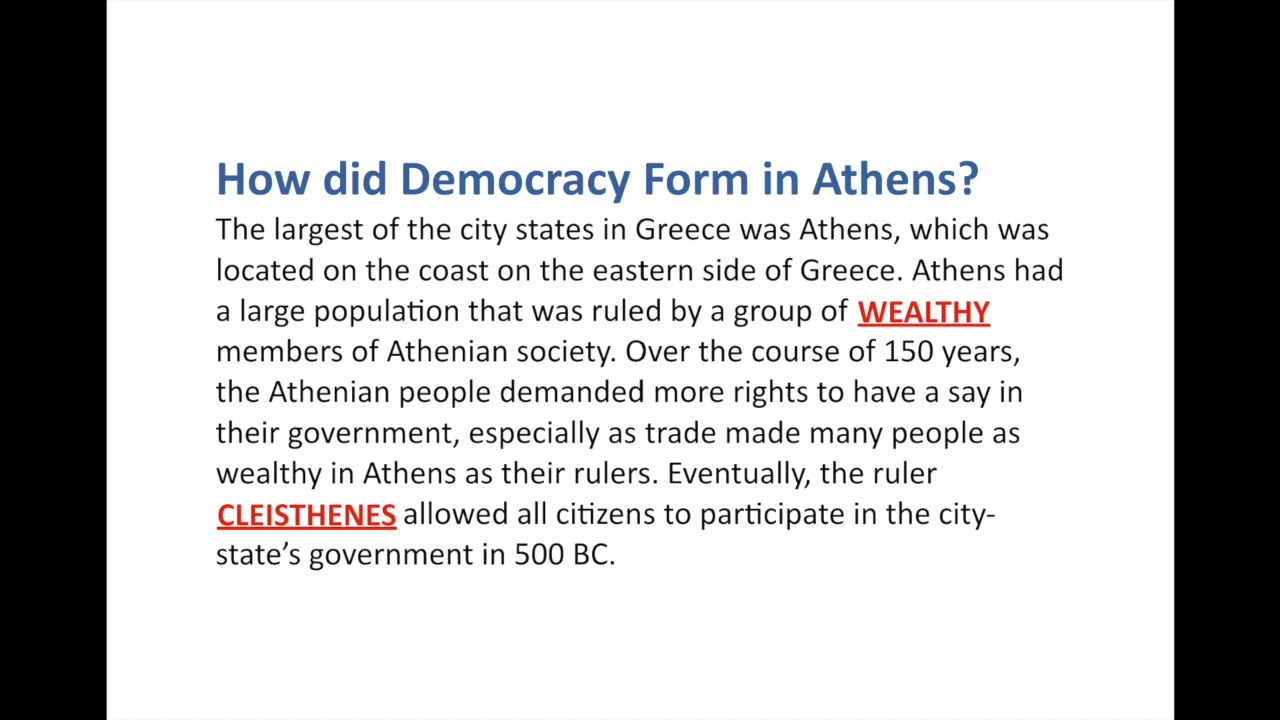 How did Democracy Form in Athens?
The largest of the city states in Greece was Athens, which was
located on the coast on the eastern side of Greece. Athens had
a large population that was ruled by a group of WEALTHY
members of Athenian society. Over the course of 150 years,
the Athenian people demanded more rights to have a say in
their government, especially as trade made many people as
wealthy in Athens as their rulers. Eventually, the ruler
CLEISTHENES allowed all citizens to participate in the city-
state’s government in 500 BC.